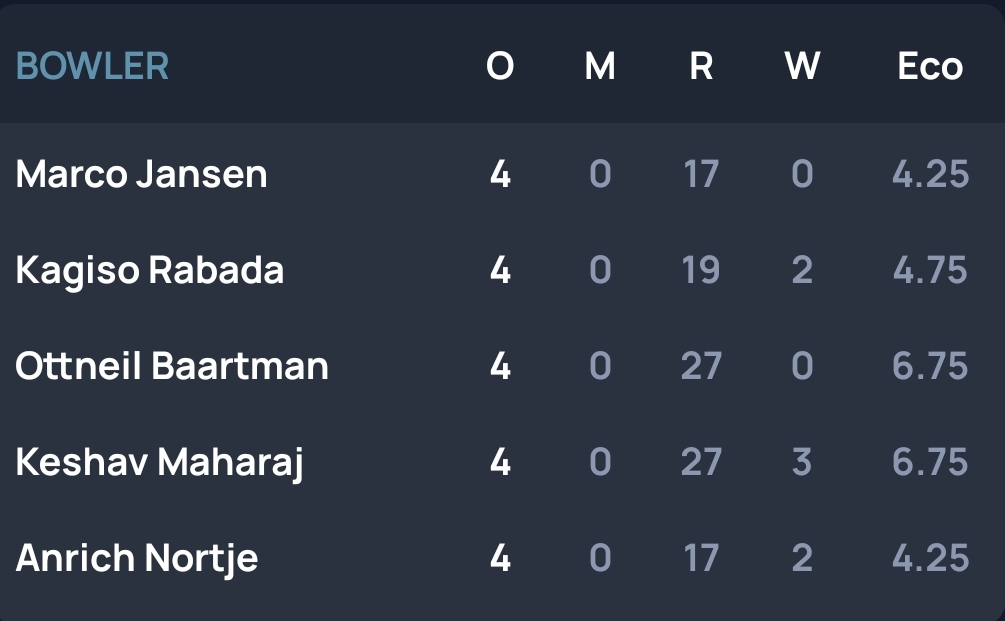 BOWLER O M R W Eco
Marco Jansen 4 0 17 0 4.25
Kagiso Rabada 4 0 19 2 4.75
Ottneil Baartman 4 0 27 0 6.75
Keshav Maharaj 4 0 27 3 6.75
Anrich Nortje 4 0 17 2 4.25